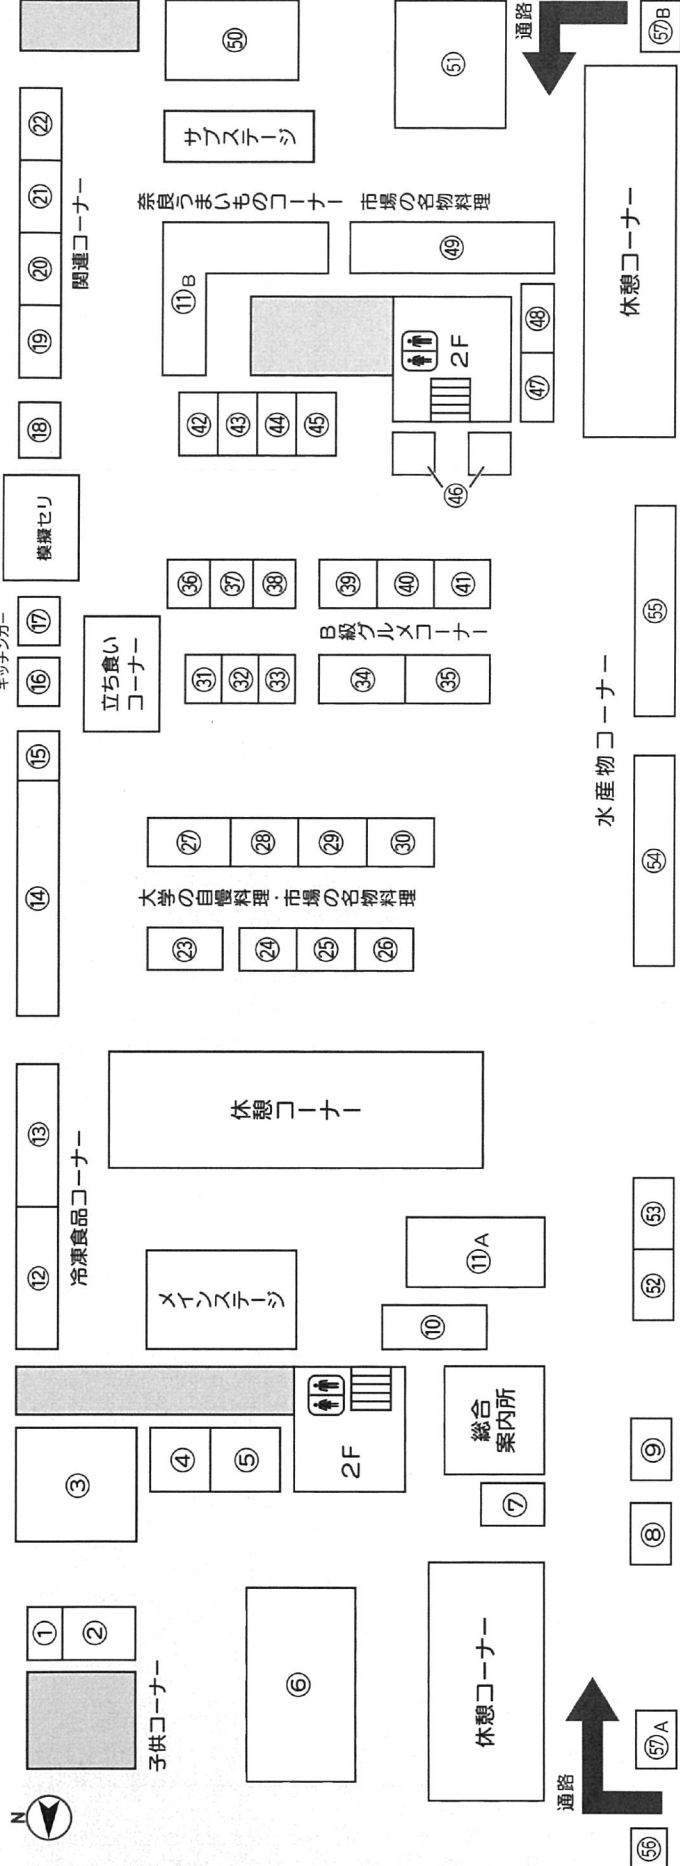 ㊿
51
通路
57B
22
21
20
19
関連コーナー
サブステージ
奈良うまいものコーナー
市場の名物料理
⑪B
49
2F
48
47
休憩コーナー
18
42
43
44
45
46
模擬セリ
17
キッチンカー
16
立ち食い
コーナー
36
37
38
39
40
41
B級グルメコーナー
31
32
33
34
35
55
水産物コーナー
54
15
14
27
28
29
30
大学の自慢料理・市場の名物料理
23
24
25
26
13
12
冷凍食品コーナー
休憩コーナー
メインステージ
⑪A
⑩
53
52
総合
案内所
2F
③
④
⑤
⑦
⑨
⑧
①
②
子供コーナー
⑥
休憩コーナー
通路
57A
56
N